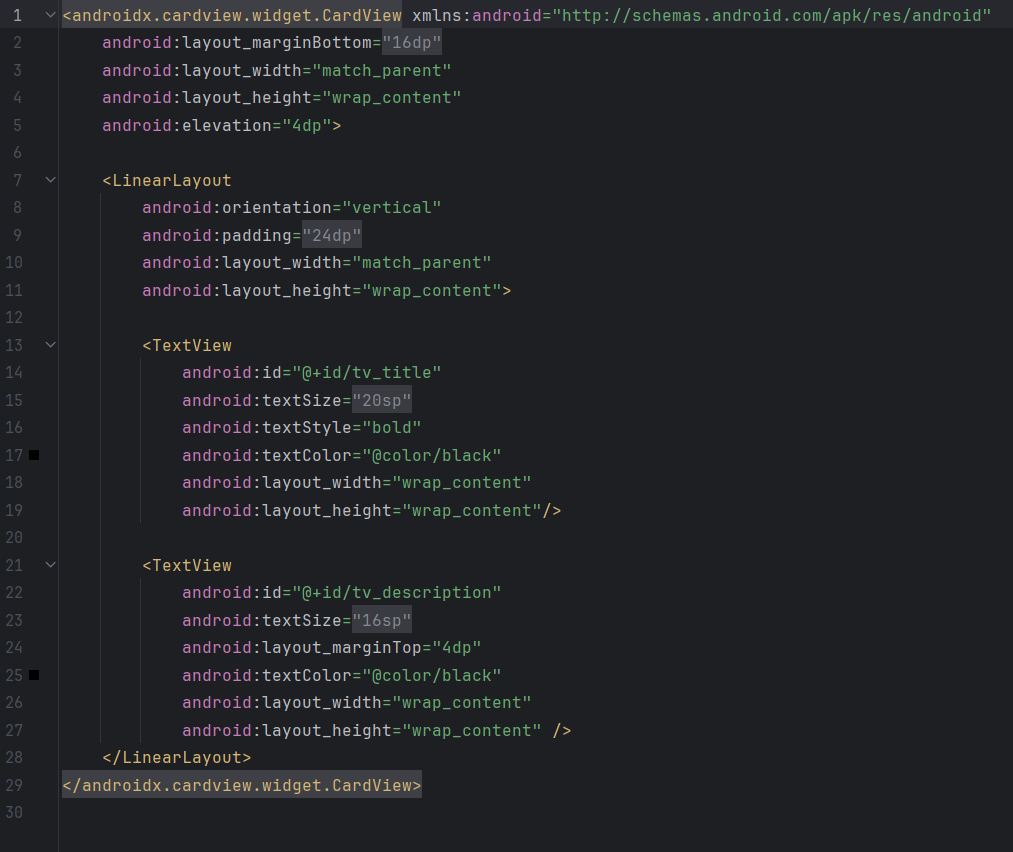 1 <androidx.cardview.widget.CardView xmlns:android="http://schemas.android.com/apk/res/android"
2     android:layout_marginBottom="16dp"
3     android:layout_width="match_parent"
4     android:layout_height="wrap_content"
5     android:elevation="4dp">
6
7     <LinearLayout
8         android:orientation="vertical"
9         android:padding="24dp"
10         android:layout_width="match_parent"
11         android:layout_height="wrap_content">
12
13         <TextView
14             android:id="@+id/tv_title"
15             android:textSize="20sp"
16             android:textStyle="bold"
17             android:textColor="@color/black"
18             android:layout_width="wrap_content"
19             android:layout_height="wrap_content"/>
20
21         <TextView
22             android:id="@+id/tv_description"
23             android:textSize="16sp"
24             android:layout_marginTop="4dp"
25             android:textColor="@color/black"
26             android:layout_width="wrap_content"
27             android:layout_height="wrap_content" />
28     </LinearLayout>
29 </androidx.cardview.widget.CardView>
30